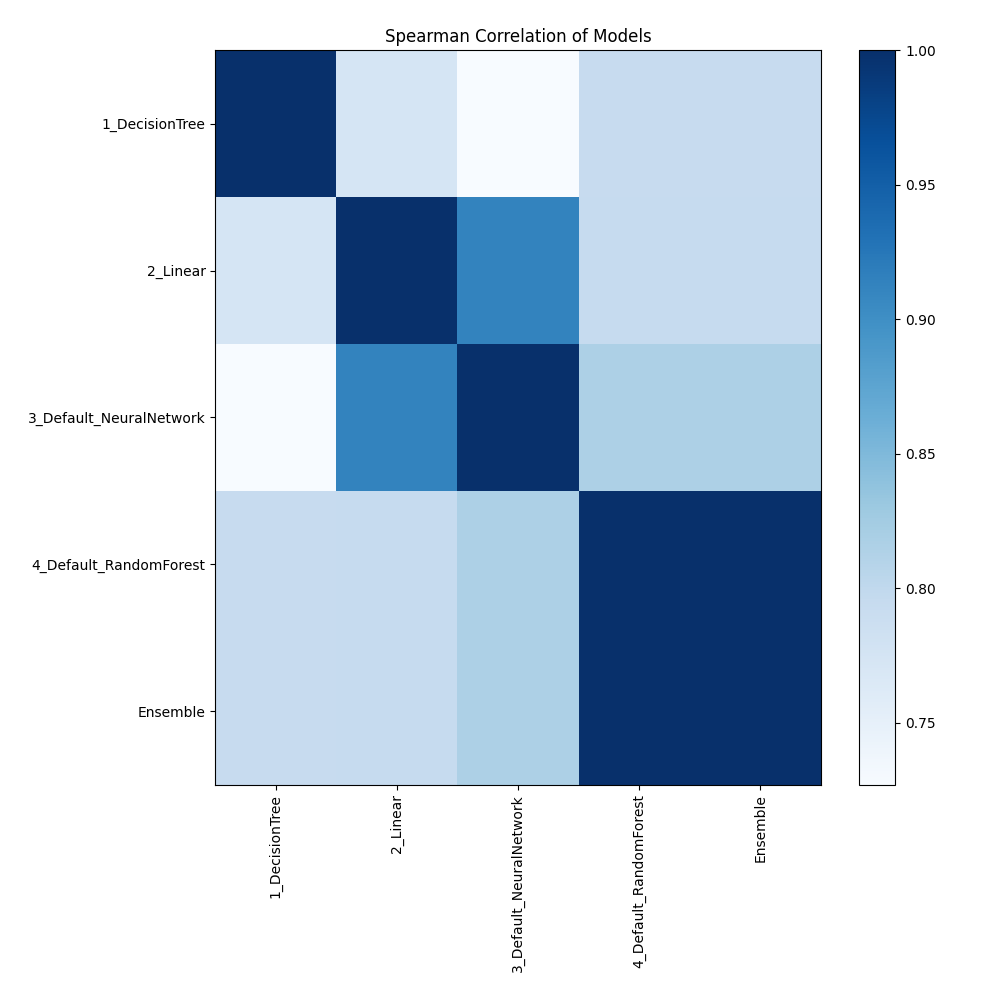 Spearman Correlation of Models
1_DecisionTree
2_Linear
3_Default_NeuralNetwork
4_Default_RandomForest
Ensemble
1_DecisionTree
2_Linear
3_Default_NeuralNetwork
4_Default_RandomForest
Ensemble
1.00
0.95
0.90
0.85
0.80
0.75